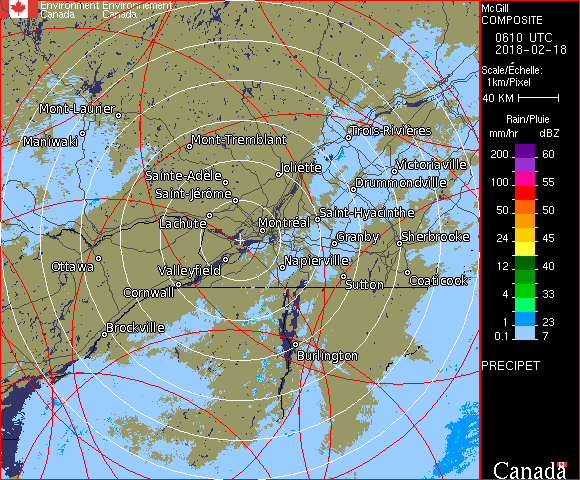 Environment Environnement
Canada Canada
Mont-Laurier
Maniwaki
Mont-Tremblant
Trois-Rivières
Sainte-Adèle
Joliette
Victoriaville
Saint-Jérôme
Drummondville
Lachute
Montréal
Saint-Hyacinthe
Granby
Sherbrooke
Ottawa
Valleyfield
Napierville
Cornwall
Sutton
Coaticook
Brockville
Burlington
McGill
COMPOSITE
0610 UTC
2018-02-18
Scale/Échelle:
1km/Pixel
40 KM
Rain/Pluie
mm/hr dBZ
200 60
100 55
50 50
24 45
12 40
4 33
1 23
0.1 7
PRECIPET
Canada